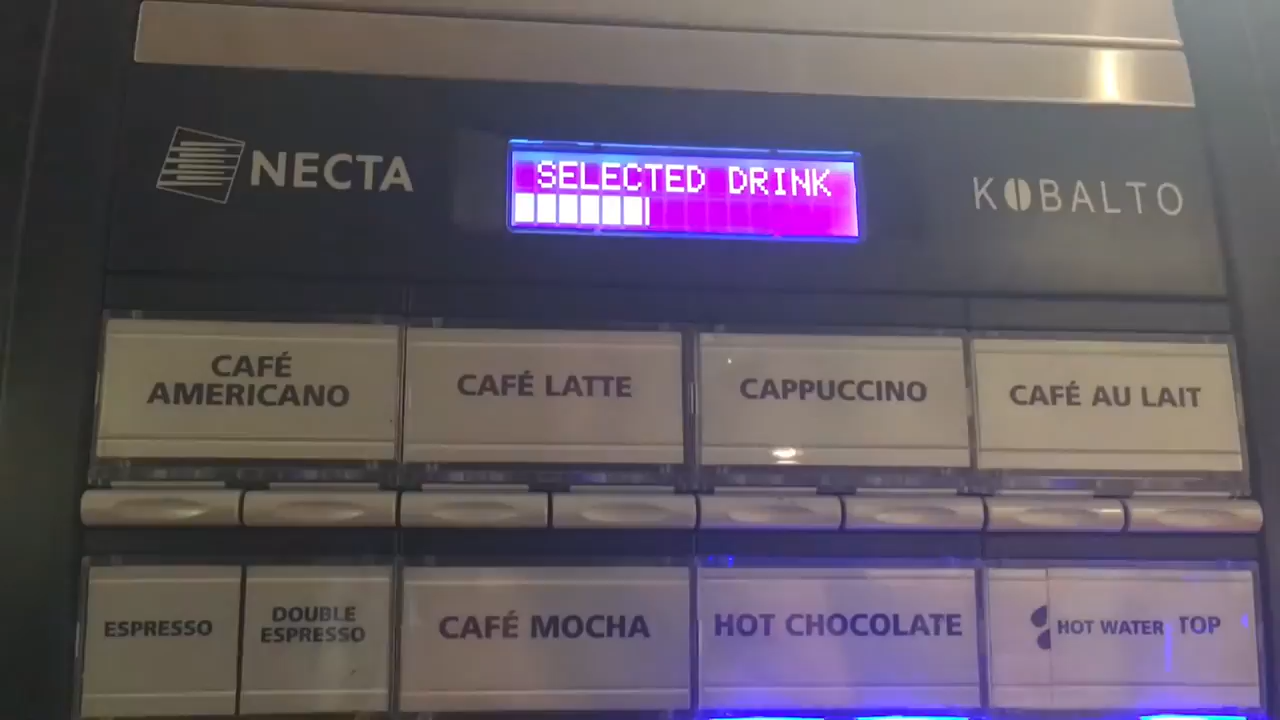 NECTA
SELECTED DRINK
KOBALTO
CAFÉ
AMERICANO
CAFÉ LATTE
CAPPUCCINO
CAFÉ AU LAIT
ESPRESSO
DOUBLE
ESPRESSO
CAFÉ MOCHA
HOT CHOCOLATE
HOT WATER
TOP